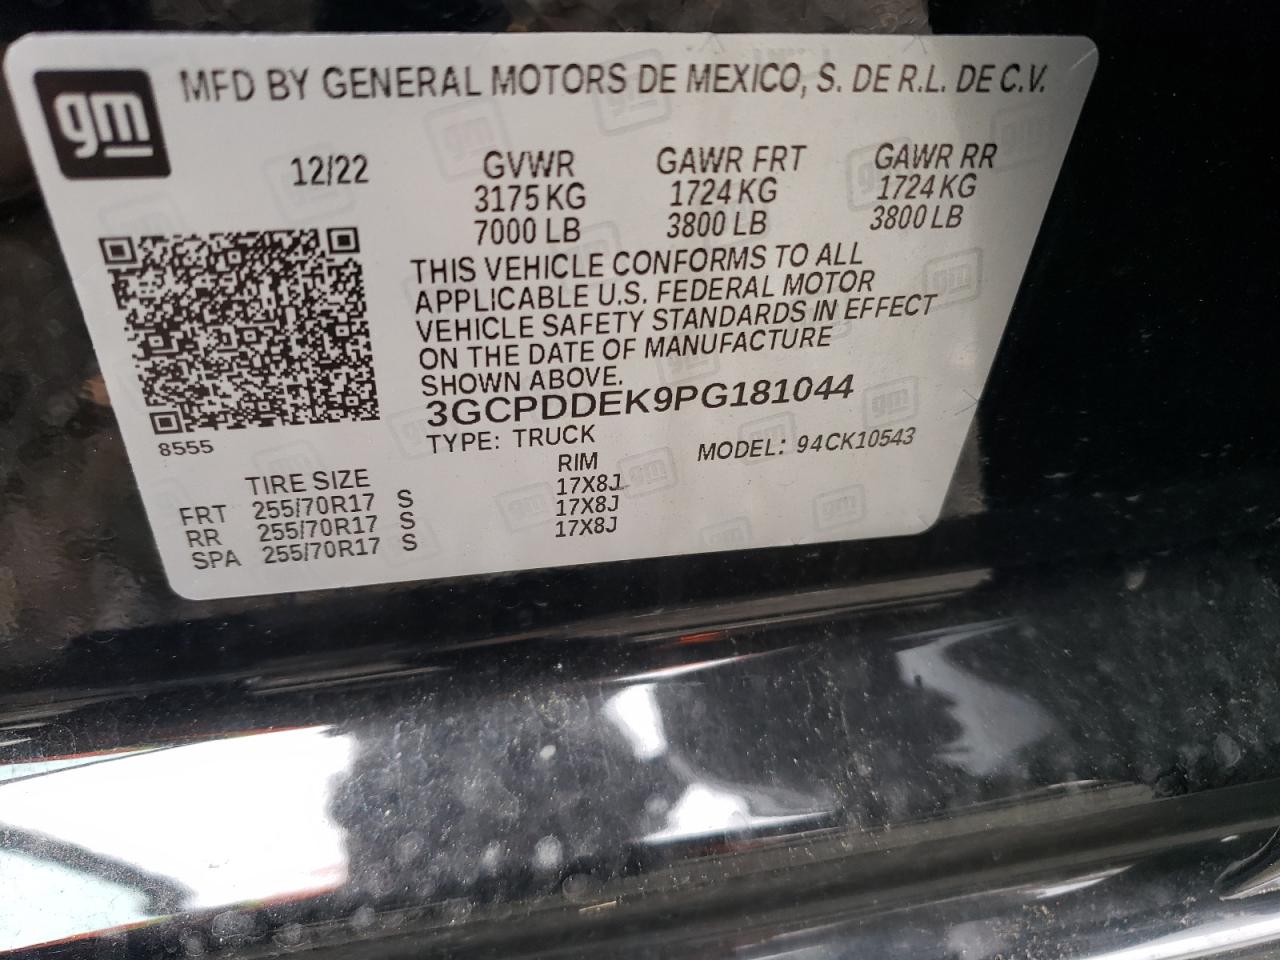 gm
MFD BY GENERAL MOTORS DE MEXICO, S. DE R.L. DE C.V.
12/22 GVWR GAWR FRT GAWR RR
3175 KG 1724 KG 1724 KG
7000 LB 3800 LB 3800 LB
THIS VEHICLE CONFORMS TO ALL
APPLICABLE U.S. FEDERAL MOTOR
VEHICLE SAFETY STANDARDS IN EFFECT
ON THE DATE OF MANUFACTURE
SHOWN ABOVE.
3GCPDDEK9PG181044
8555
TYPE: TRUCK MODEL: 94CK10543
TIRE SIZE RIM
FRT 255/70R17 S 17X8J
RR 255/70R17 S 17X8J
SPA 255/70R17 S 17X8J